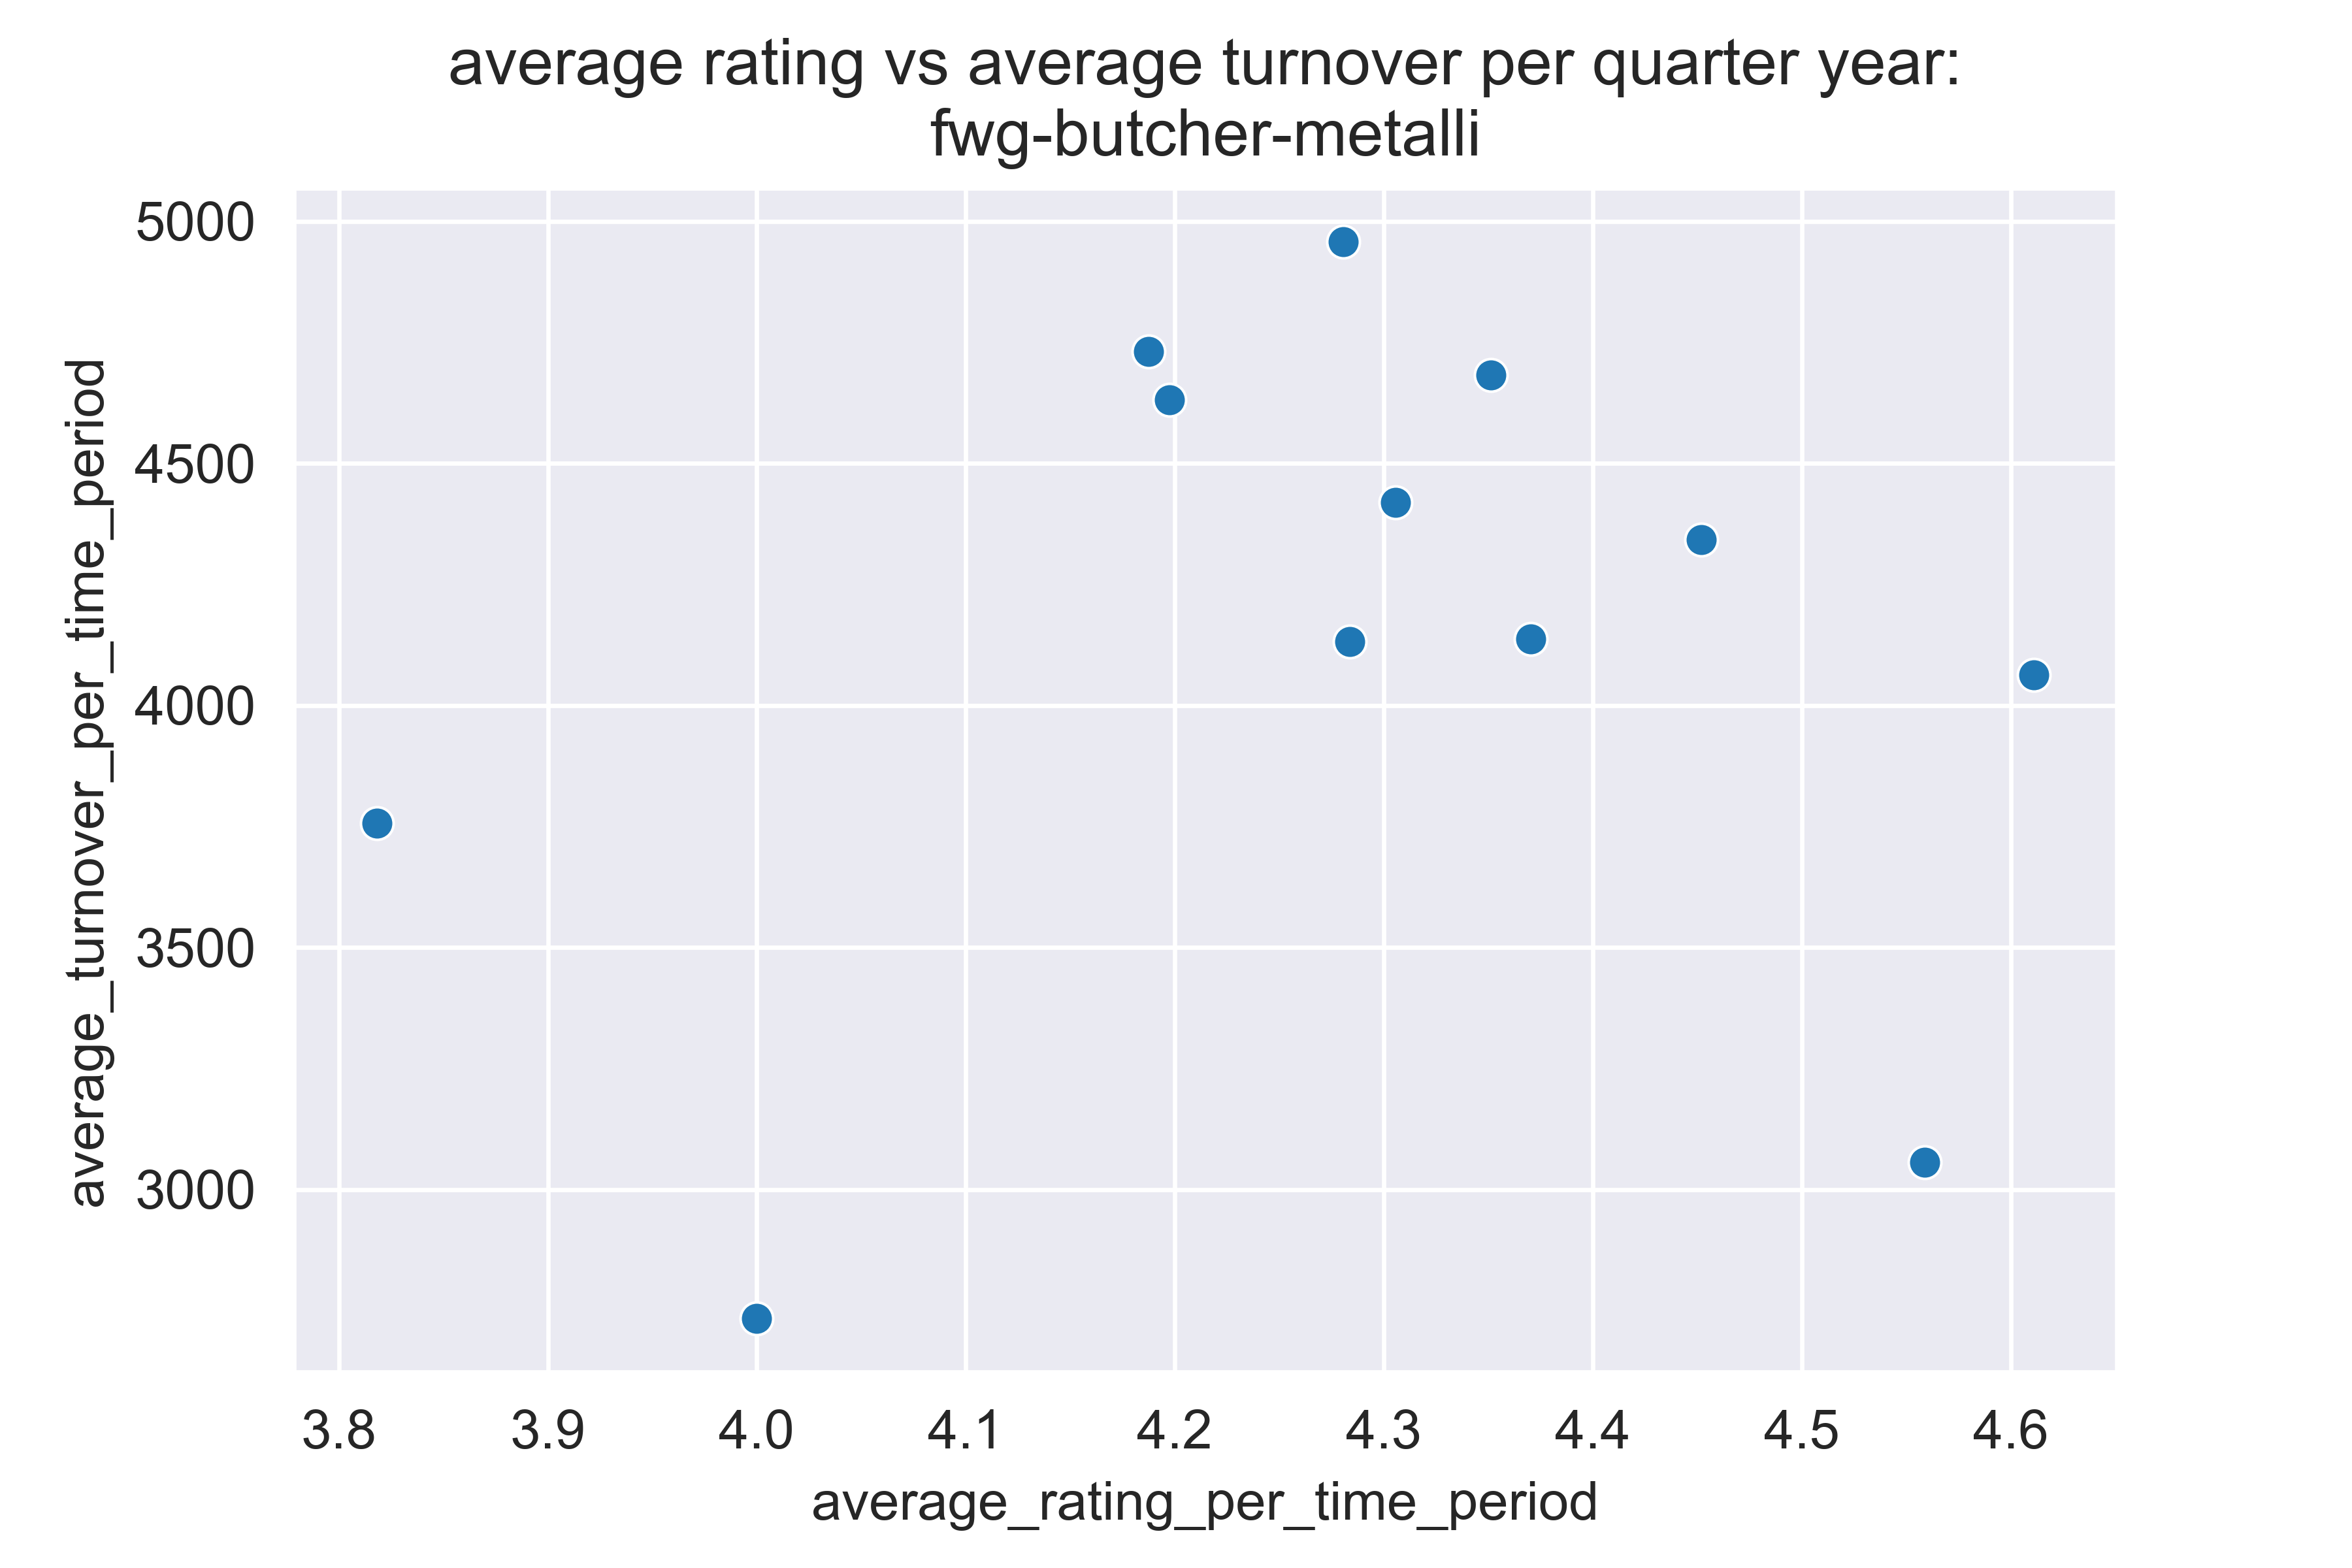 average rating vs average turnover per quarter year:
fwg-butcher-metalli
5000
4500
4000
3500
3000
average_turnover_per_time_period
3.8 3.9 4.0 4.1 4.2 4.3 4.4 4.5 4.6
average_rating_per_time_period